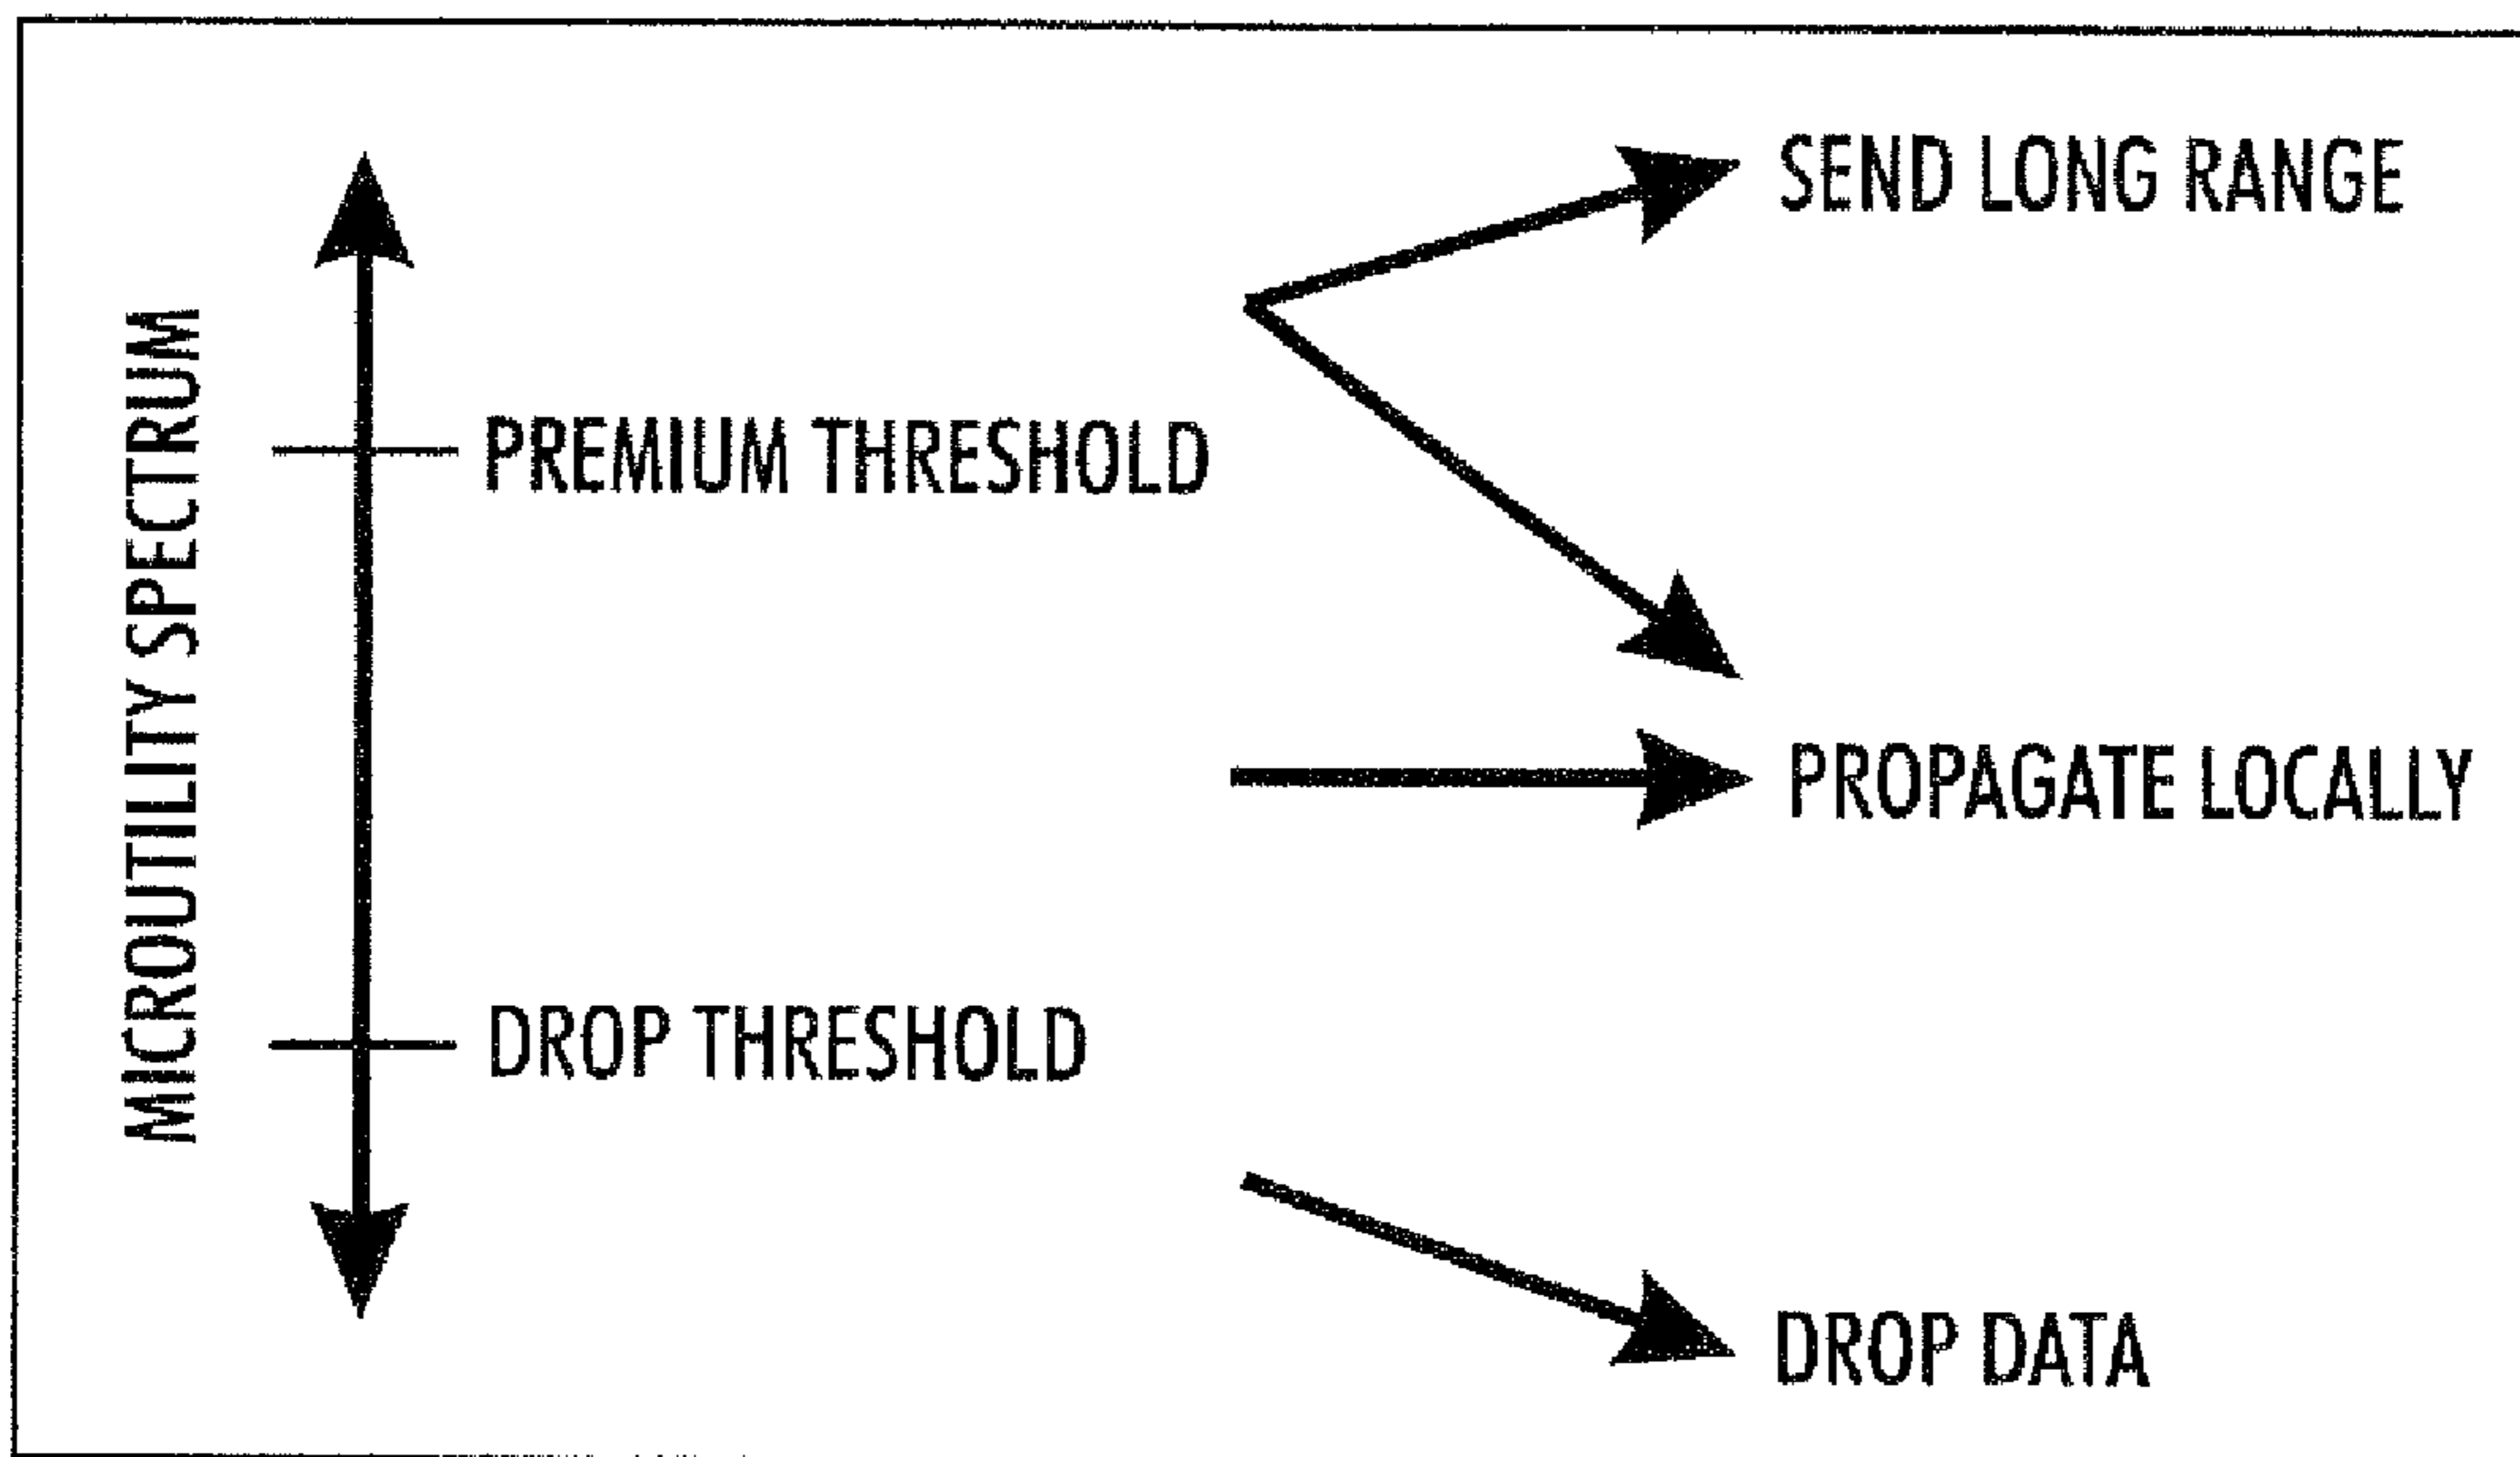 MICROUTILITY SPECTRUM
SEND LONG RANGE
PREMIUM THRESHOLD
PROPAGATE LOCALLY
DROP THRESHOLD
DROP DATA